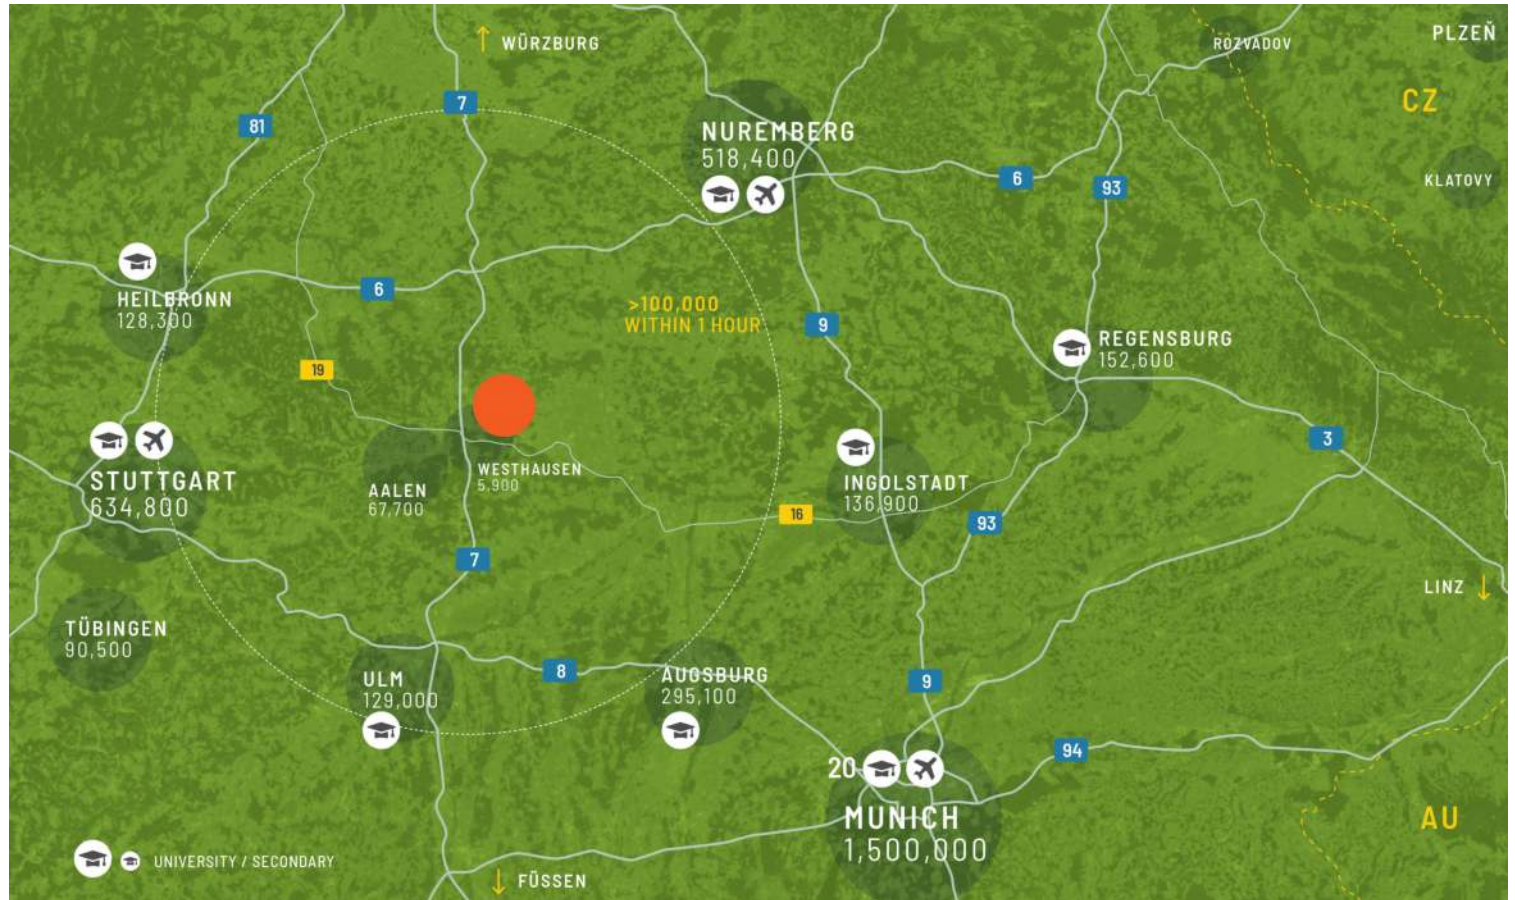 WÜRZBURG
ROZVADOV
PLZEŇ
CZ
7
81
NUREMBERG
518,400
6
93
KLATOVY
HEILBRONN
128,300
6
>100,000
WITHIN 1 HOUR
9
REGENSBURG
152,600
19
3
STUTTGART
634,800
WESTHAUSEN
5,900
AALEN
67,700
INGOLSTADT
136,900
16
93
7
LINZ
TÜBINGEN
90,500
ULM
129,000
8
AUGSBURG
295,100
9
94
20
MUNICH
1,500,000
AU
UNIVERSITY / SECONDARY
FÜSSEN